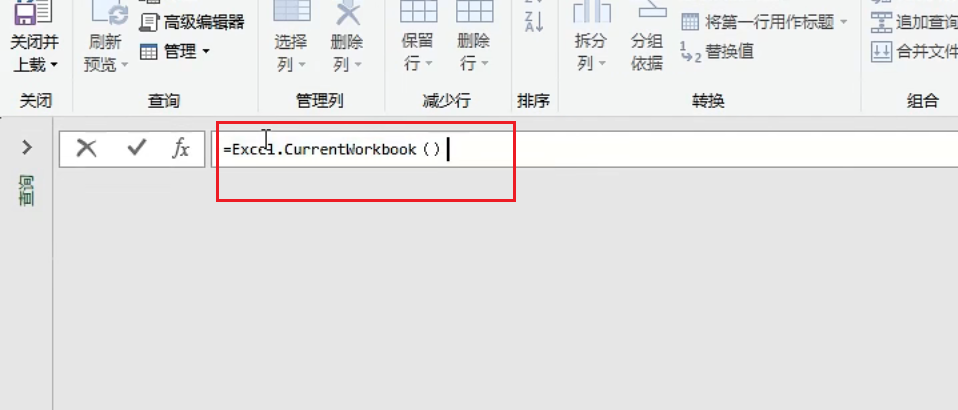 高级编辑器
关闭并 刷新 管理 选择 删除 保留 删除 拆分 分组 将第一行用作标题 追加查询
上载 预览 列 列 行 行 列 依据 替换值 合并文件
关闭 查询 管理列 减少行 排序 转换 组合
=Excel.CurrentWorkbook()
查询